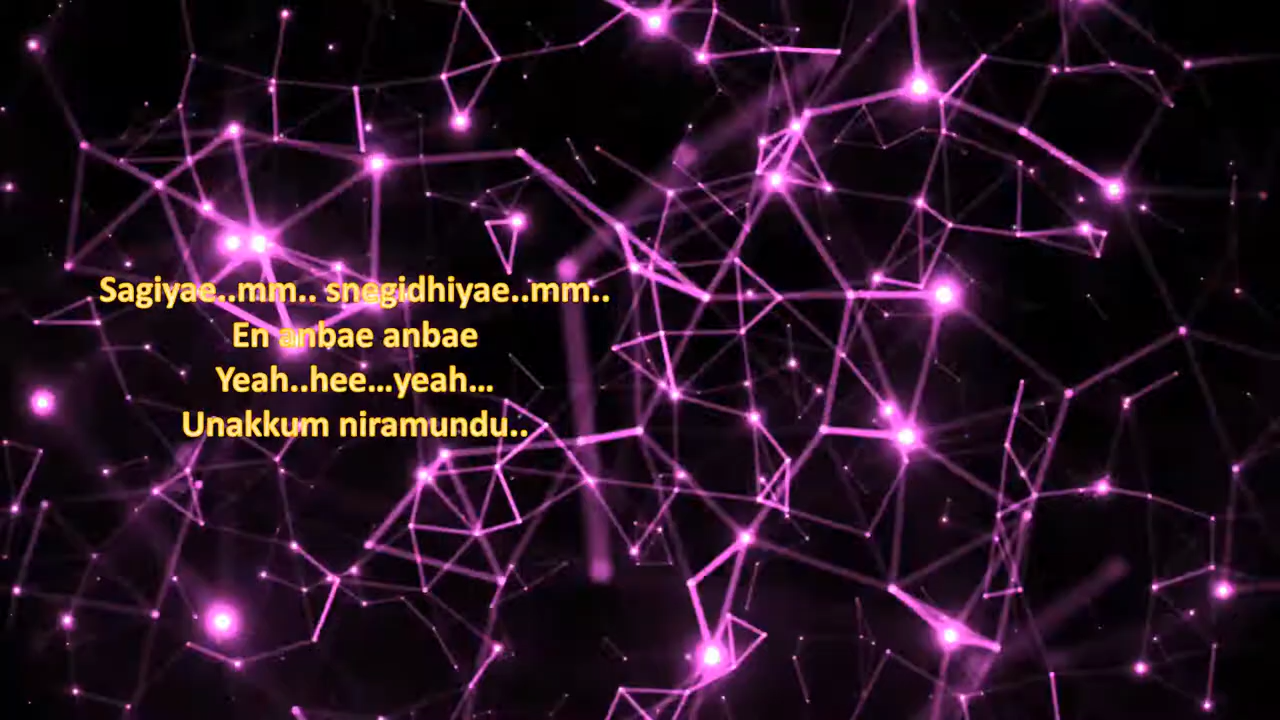 Sagiyae..mm.. snegidhiyae..mm..
En anbae anbae
Yeah..hee...yeah...
Unakkum niramundu..